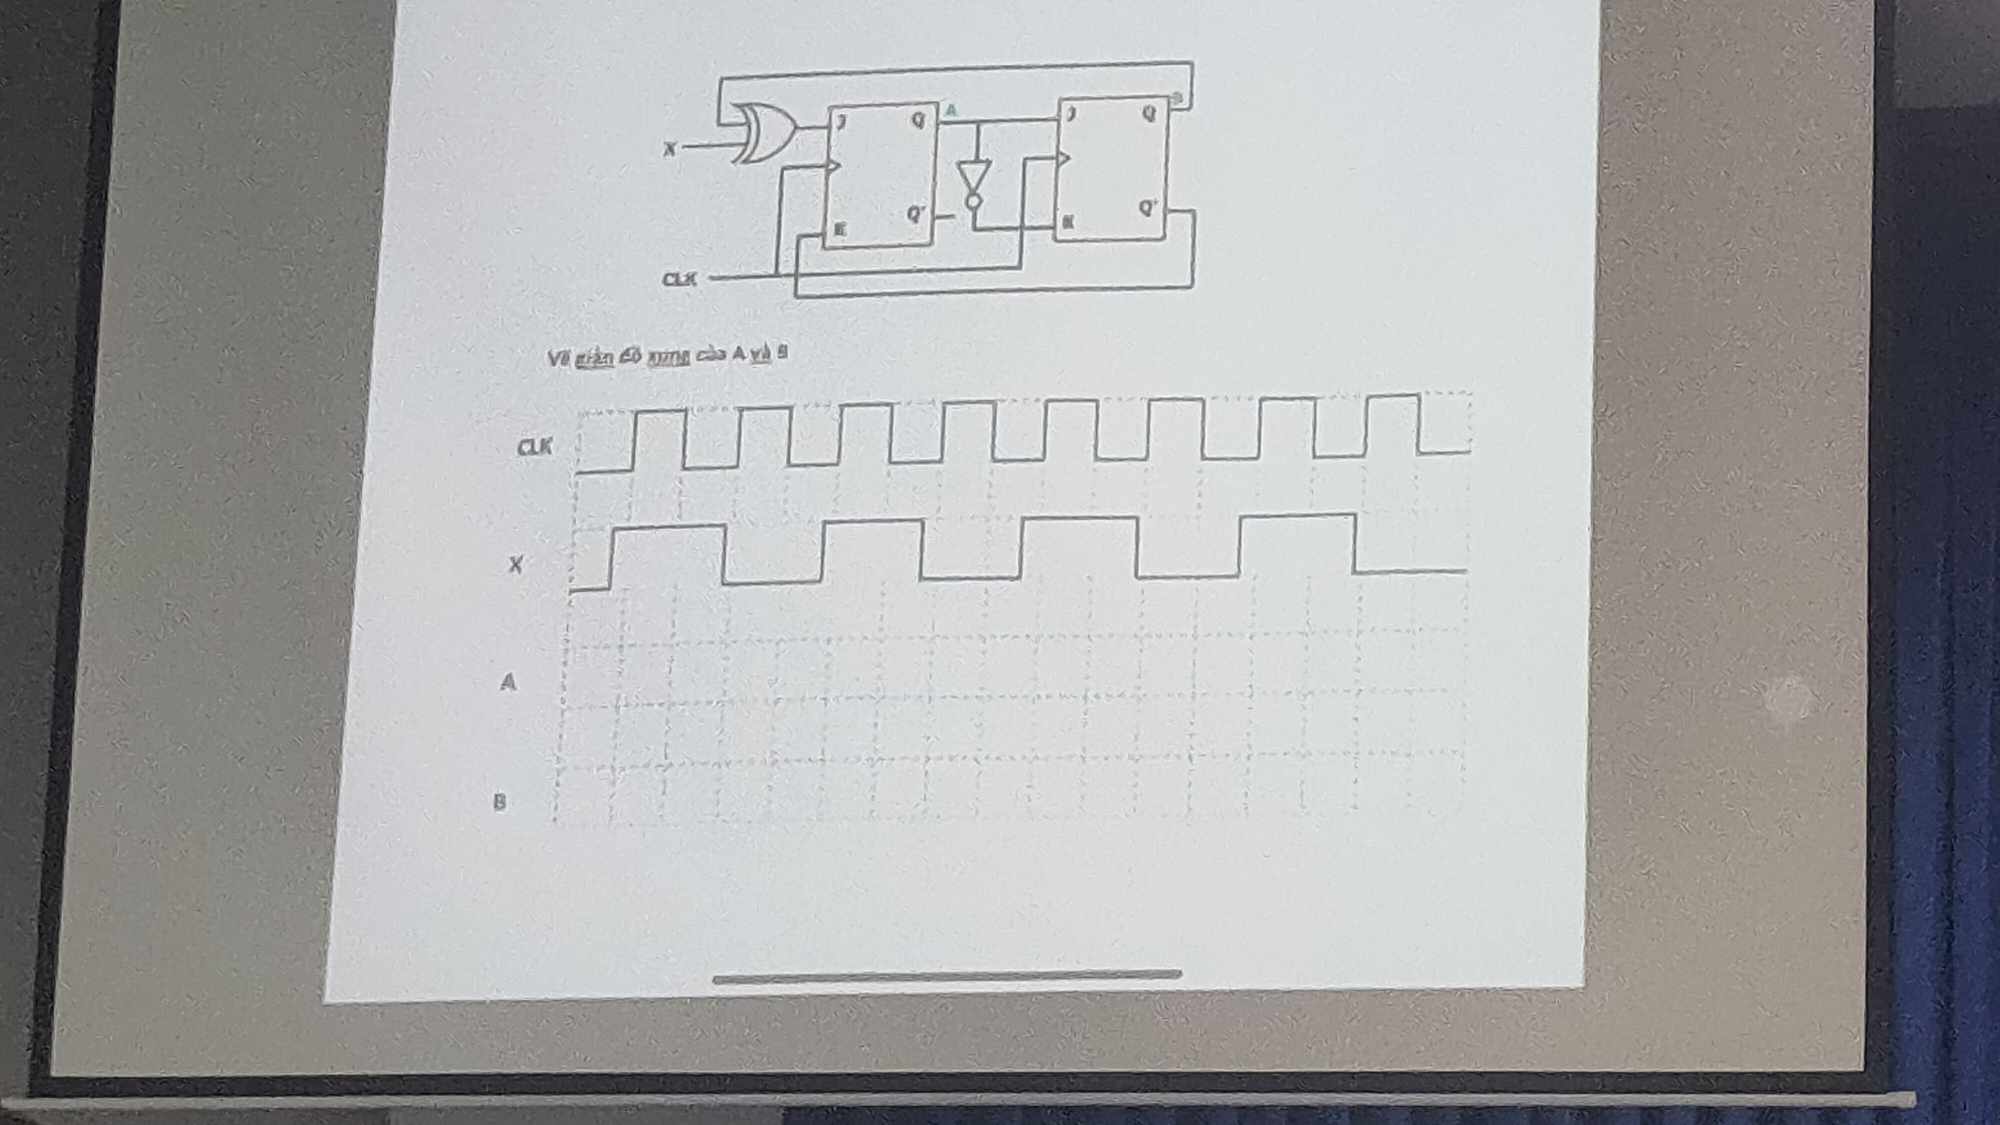 A
B
J Q
J Q
X
Q'
Q'
K
K
CLK
Vẽ giản đồ xung của A và B
CLK
X
A
B